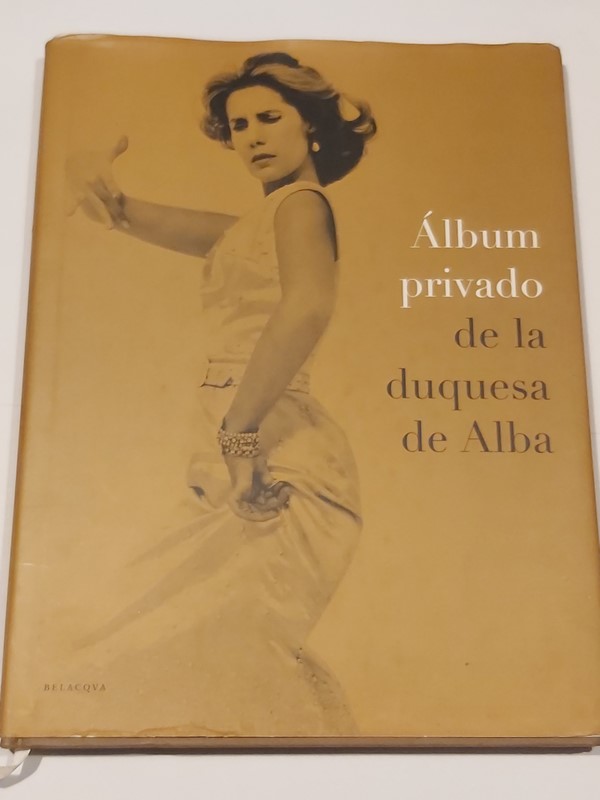 Álbum
privado
de la
duquesa
de Alba
BELACQVA